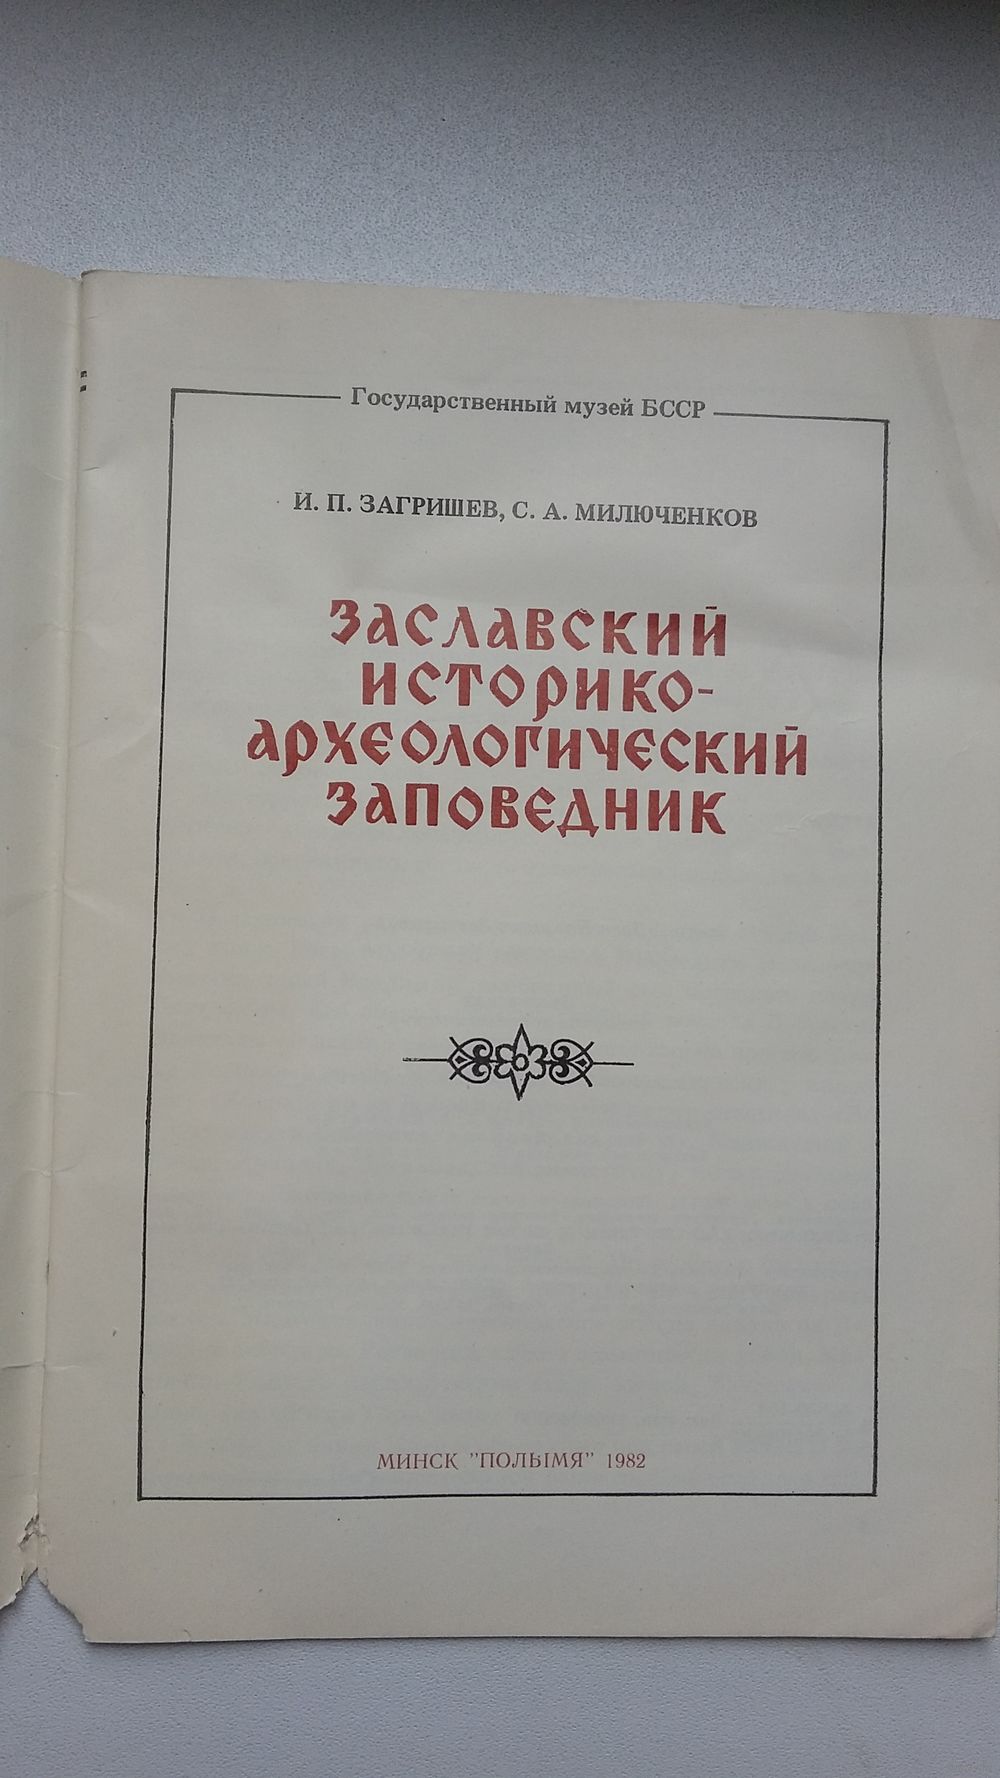 Государственный музей БССР
И. П. ЗАГРИШЕВ, С. А. МИЛЮЧЕНКОВ
ЗАСЛАВСКИЙ
ИСТОРИКО-
АРХЕОЛОГИЧЕСКИЙ
ЗАПОВЕДНИК
МИНСК "ПОЛЫМЯ" 1982